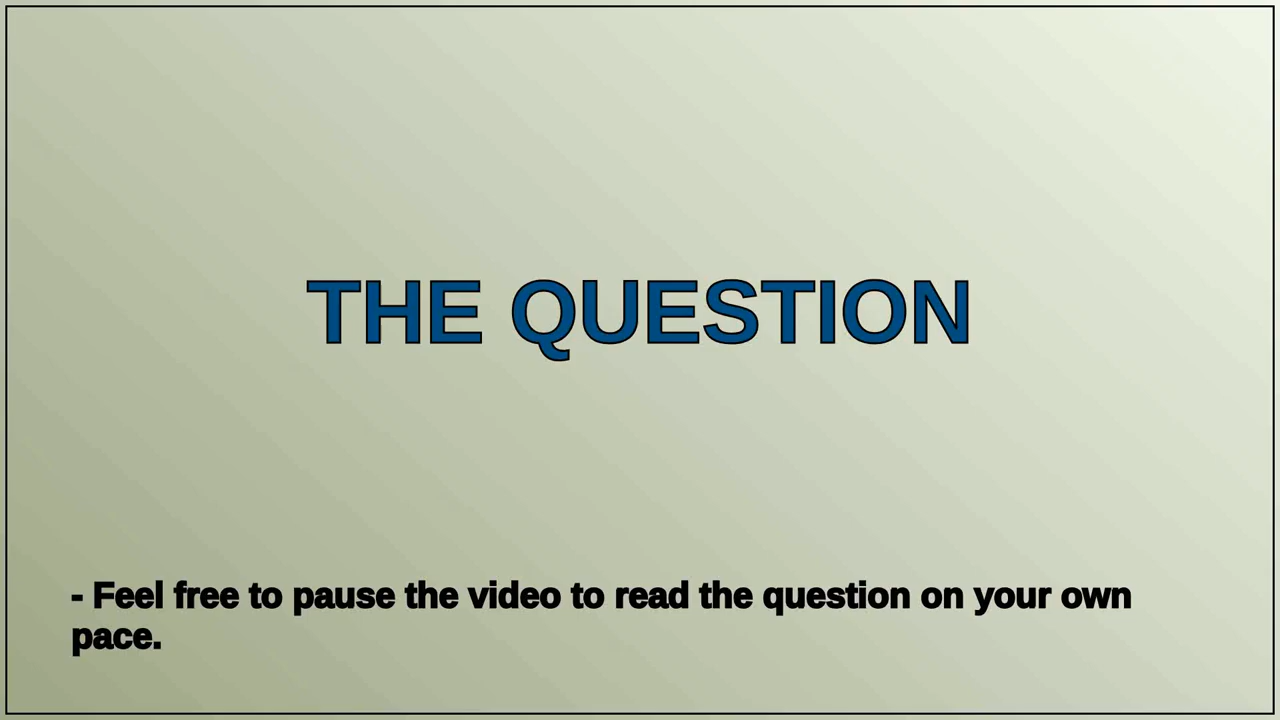 THE QUESTION
- Feel free to pause the video to read the question on your own
pace.